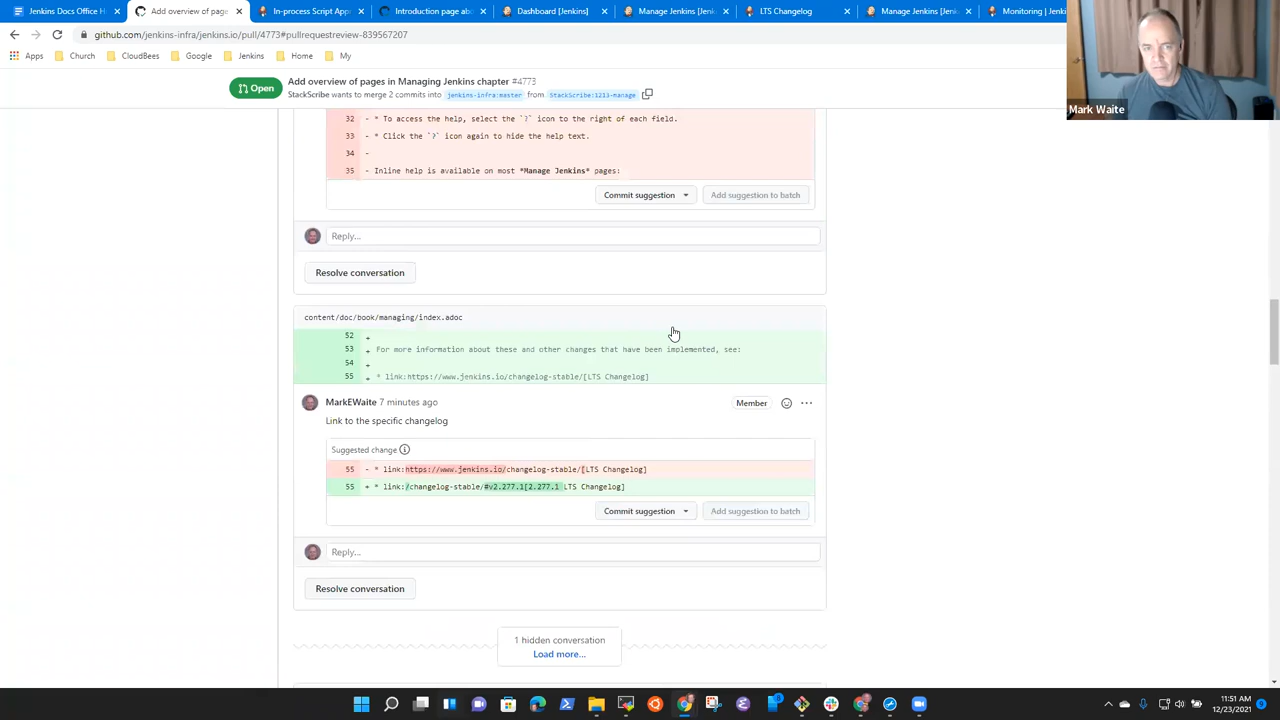 Jenkins Docs Office H
Add overview of page
In-process Script App
Introduction page ab
Dashboard [Jenkins]
Manage Jenkins [Jenk
LTS Changelog
Manage Jenkins [Jenk
Monitoring | Jenk
github.com/jenkins-infra/jenkins.io/pull/4773#pullrequestreview-839567207
Apps Church CloudBees Google Jenkins Home My
Mark Waite
Open
Add overview of pages in Managing Jenkins chapter #4773
StackScribe wants to merge 2 commits into jenkins-infra:master from StackScribe:1213-manage
32 - * To access the help, select the `?` icon to the right of each field.
33 - * Click the `?` icon again to hide the help text.
34 -
35 - Inline help is available on most *Manage Jenkins* pages:
Commit suggestion Add suggestion to batch
Reply...
Resolve conversation
content/doc/book/managing/index.adoc
52 +
53 + For more information about these and other changes that have been implemented, see:
54 +
55 + * link:https://www.jenkins.io/changelog-stable/[LTS Changelog]
MarkEWaite 7 minutes ago Member
Link to the specific changelog
Suggested change
55 - * link:https://www.jenkins.io/changelog-stable/[LTS Changelog]
55 + * link:/changelog-stable/#v2.277.1[2.277.1 LTS Changelog]
Commit suggestion Add suggestion to batch
Reply...
Resolve conversation
1 hidden conversation
Load more...
11:51 AM
12/23/2021